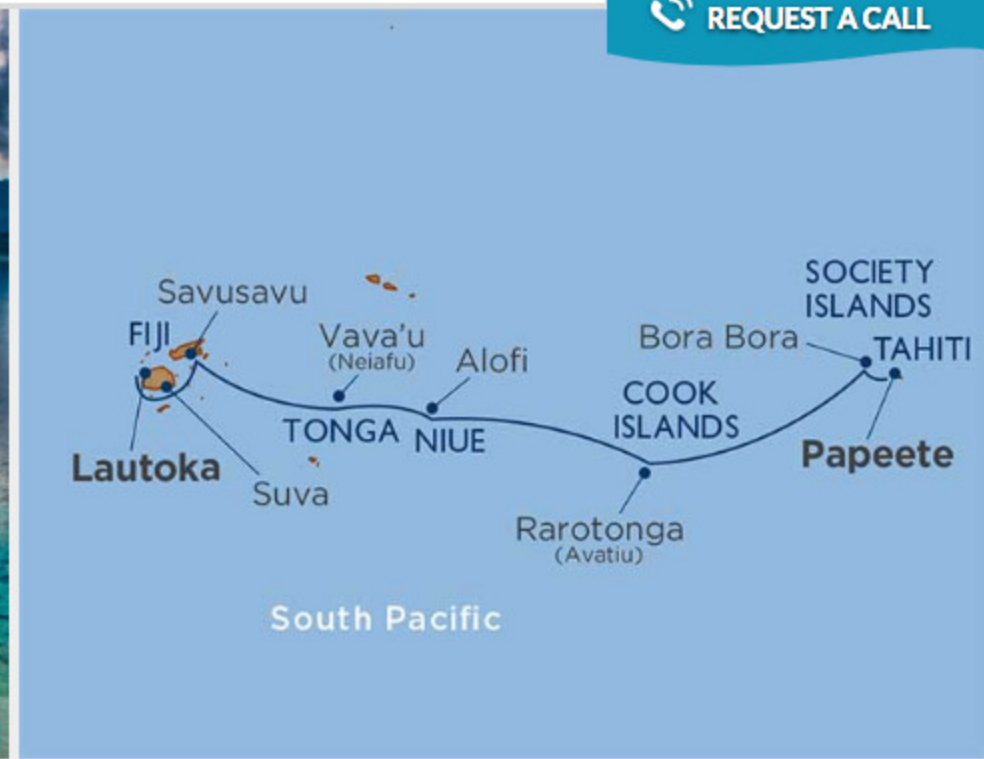 REQUEST A CALL
SOCIETY
ISLANDS
Savusavu
FIJI
Vava'u
(Neiafu)
Alofi
Bora Bora
TAHITI
COOK
ISLANDS
TONGA
NIUE
Lautoka
Papeete
Suva
Rarotonga
(Avatiu)
South Pacific